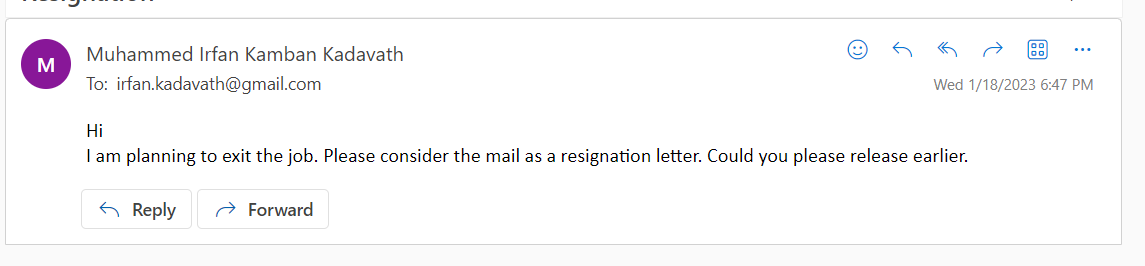 Resignation
M
Muhammed Irfan Kamban Kadavath
To: irfan.kadavath@gmail.com
Wed 1/18/2023 6:47 PM
Hi
I am planning to exit the job. Please consider the mail as a resignation letter. Could you please release earlier.
Reply
Forward